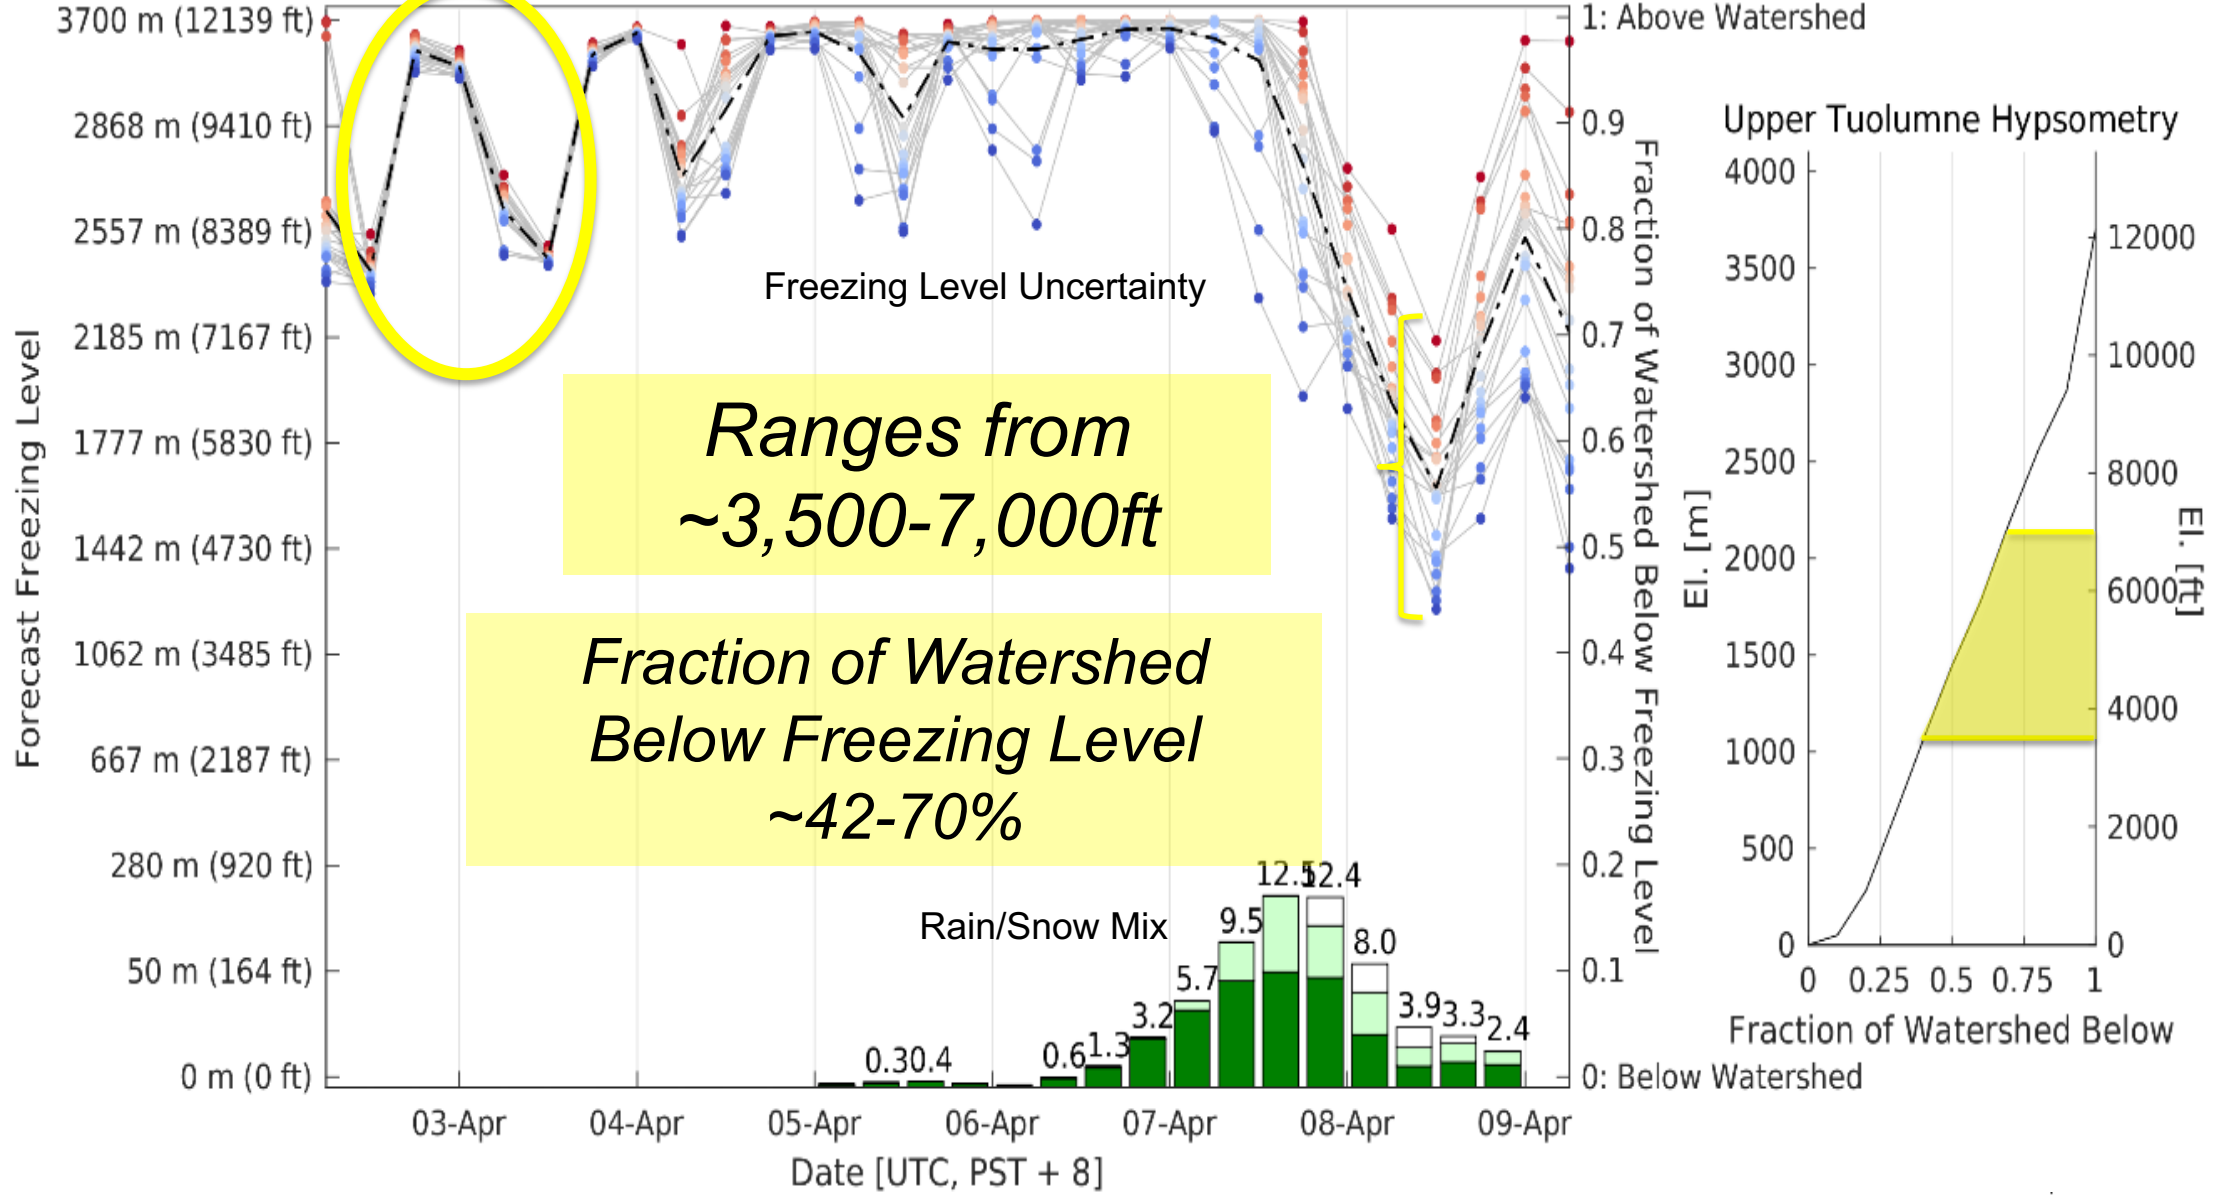 3700 m (12139 ft)
2868 m (9410 ft)
2557 m (8389 ft)
2185 m (7167 ft)
1777 m (5830 ft)
1442 m (4730 ft)
1062 m (3485 ft)
667 m (2187 ft)
280 m (920 ft)
50 m (164 ft)
0 m (0 ft)
Forecast Freezing Level
Freezing Level Uncertainty
Ranges from
~3,500-7,000ft
Fraction of Watershed
Below Freezing Level
~42-70%
Rain/Snow Mix
0.3
0.4
0.6
1.3
3.2
5.7
9.5
12.5
12.4
8.0
3.9
3.3
2.4
03-Apr
04-Apr
05-Apr
06-Apr
07-Apr
08-Apr
09-Apr
Date [UTC, PST + 8]
1: Above Watershed
0.9
0.8
0.7
0.6
0.5
0.4
0.3
0.2
0.1
0: Below Watershed
Fraction of Watershed Below Freezing Level
Upper Tuolumne Hypsometry
4000
3500
3000
2500
2000
1500
1000
500
0
El. [m]
12000
10000
8000
6000
4000
2000
0
El. [ft]
0
0.25
0.5
0.75
1
Fraction of Watershed Below